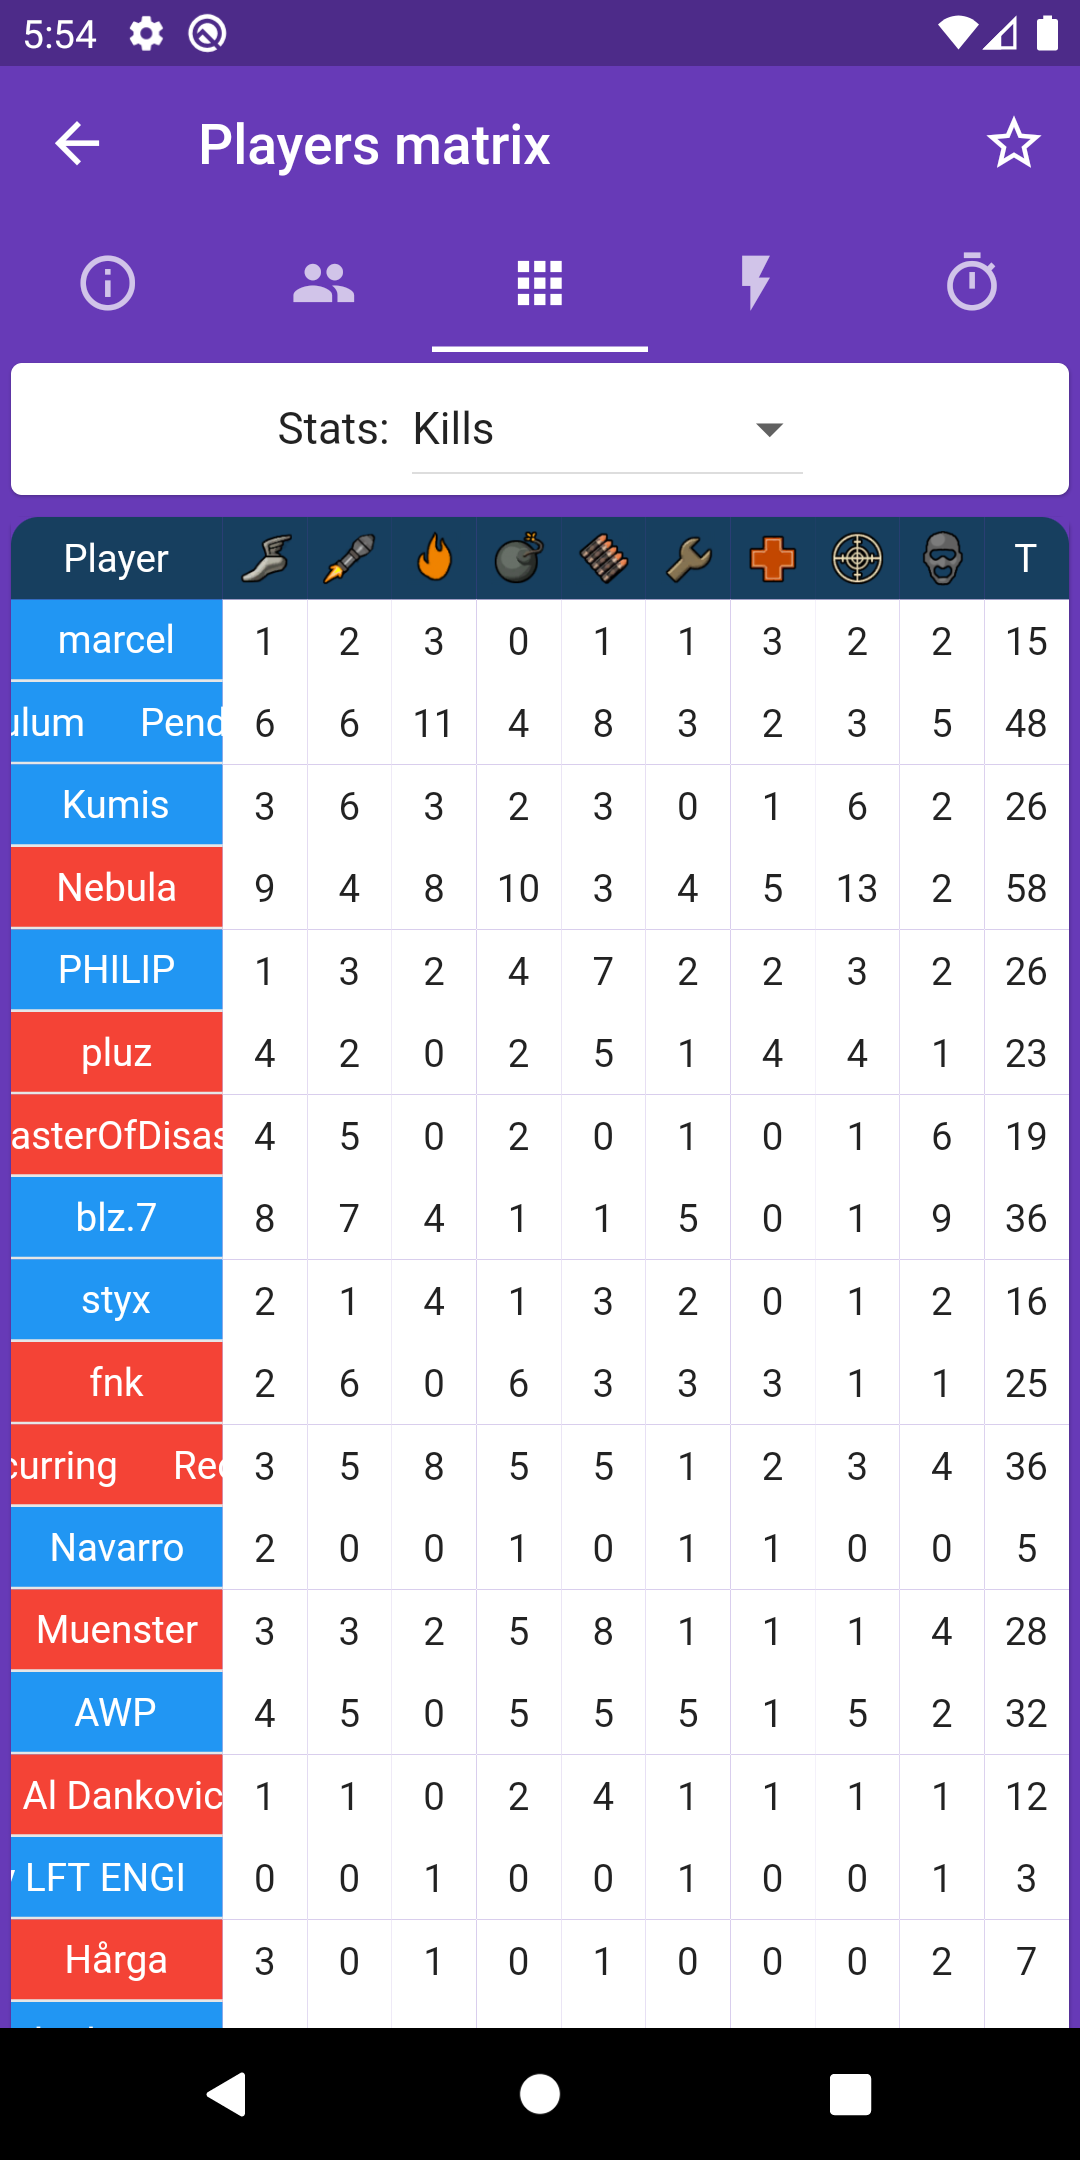 5:54
Players matrix
Stats: Kills
Player T
marcel 1 2 3 0 1 1 3 2 2 15
ulum Pend 6 6 11 4 8 3 2 3 5 48
Kumis 3 6 3 2 3 0 1 6 2 26
Nebula 9 4 8 10 3 4 5 13 2 58
PHILIP 1 3 2 4 7 2 2 3 2 26
pluz 4 2 0 2 5 1 4 4 1 23
asterOfDisas 4 5 0 2 0 1 0 1 6 19
blz.7 8 7 4 1 1 5 0 1 9 36
styx 2 1 4 1 3 2 0 1 2 16
fnk 2 6 0 6 3 3 3 1 1 25
curring Rec 3 5 8 5 5 1 2 3 4 36
Navarro 2 0 0 1 0 1 1 0 0 5
Muenster 3 3 2 5 8 1 1 1 4 28
AWP 4 5 0 5 5 5 1 5 2 32
Al Dankovic 1 1 0 2 4 1 1 1 1 12
LFT ENGI 0 0 1 0 0 1 0 0 1 3
Hårga 3 0 1 0 1 0 0 0 2 7